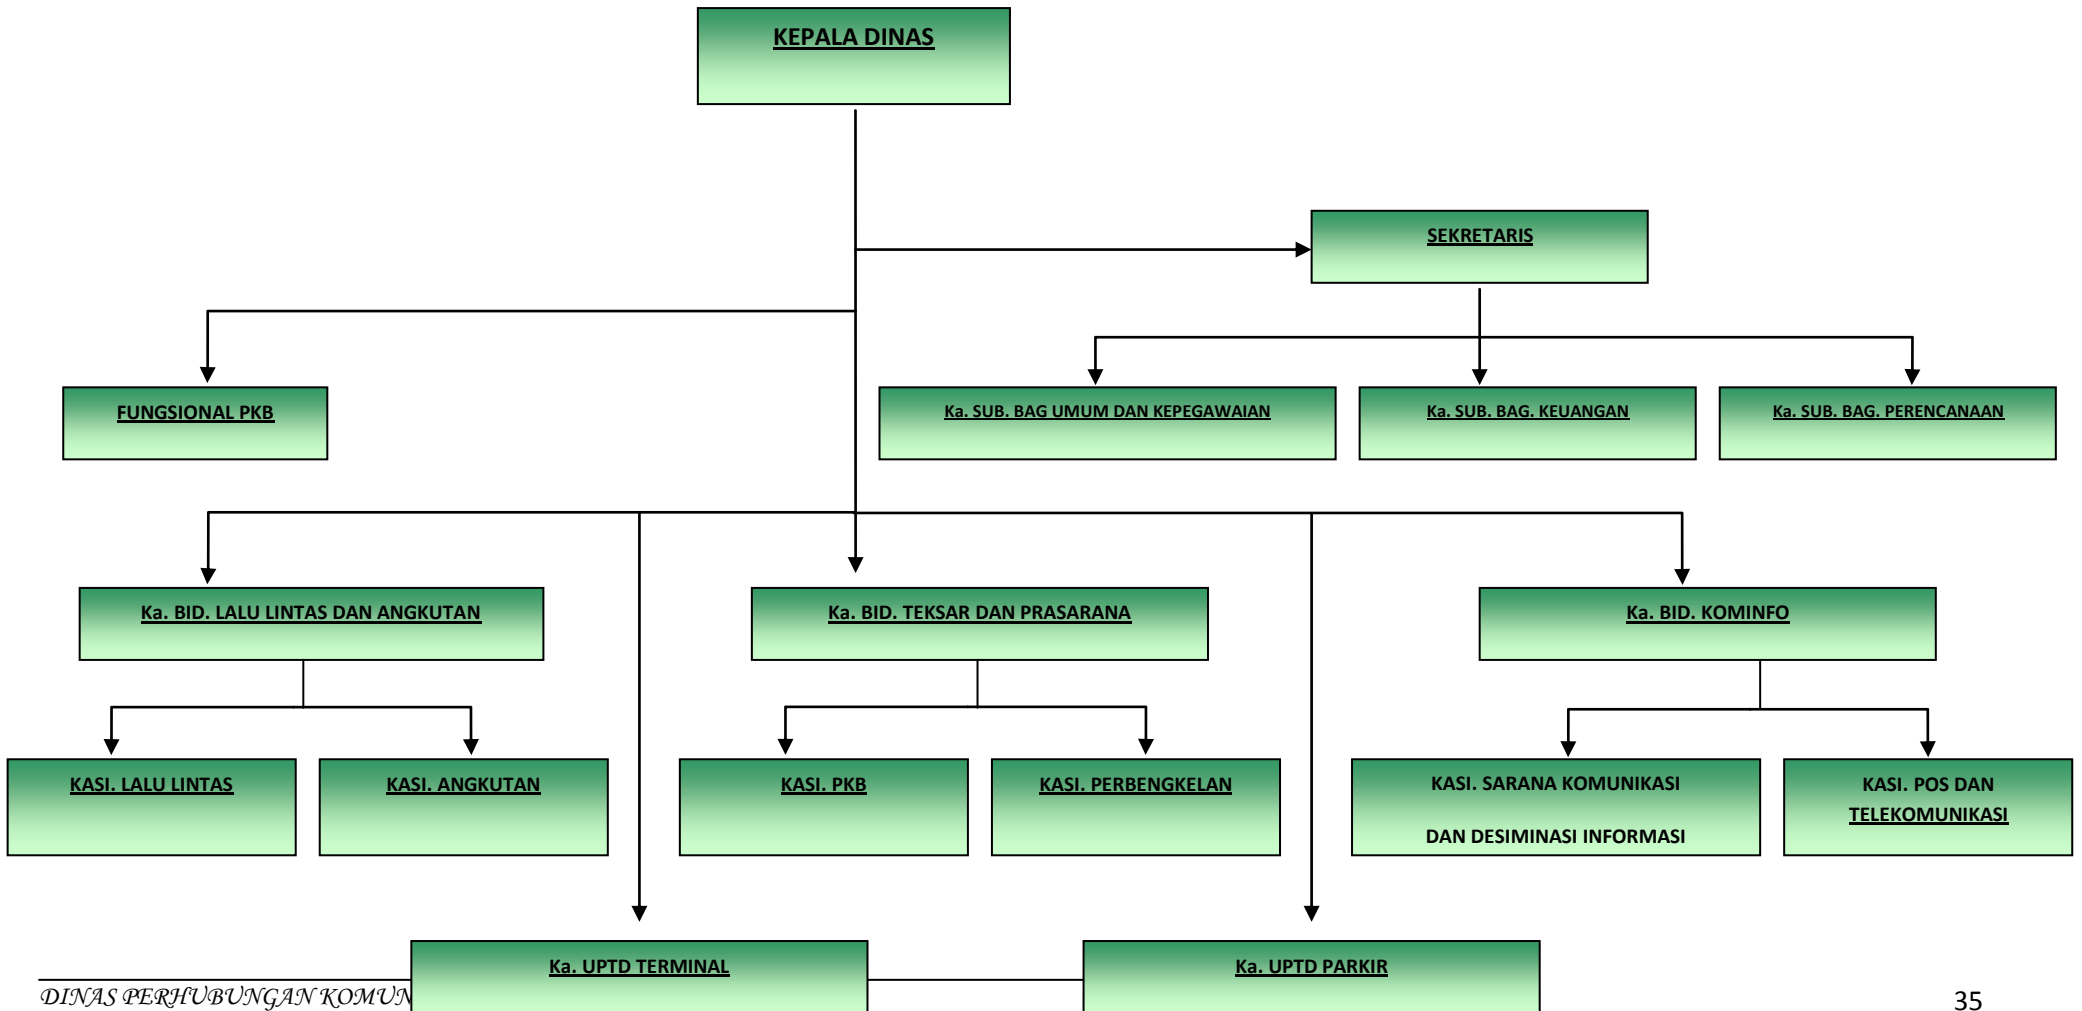 KEPALA DINAS
SEKRETARIS
FUNGSIONAL PKB
Ka. SUB. BAG UMUM DAN KEPEGAWAIAN
Ka. SUB. BAG. KEUANGAN
Ka. SUB. BAG. PERENCANAAN
Ka. BID. LALU LINTAS DAN ANGKUTAN
Ka. BID. TEKSAR DAN PRASARANA
Ka. BID. KOMINFO
KASI. LALU LINTAS
KASI. ANGKUTAN
KASI. PKB
KASI. PERBENGKELAN
KASI. SARANA KOMUNIKASI
DAN DESIMINASI INFORMASI
KASI. POS DAN
TELEKOMUNIKASI
Ka. UPTD TERMINAL
Ka. UPTD PARKIR
DINAS PERHUBUNGAN
35